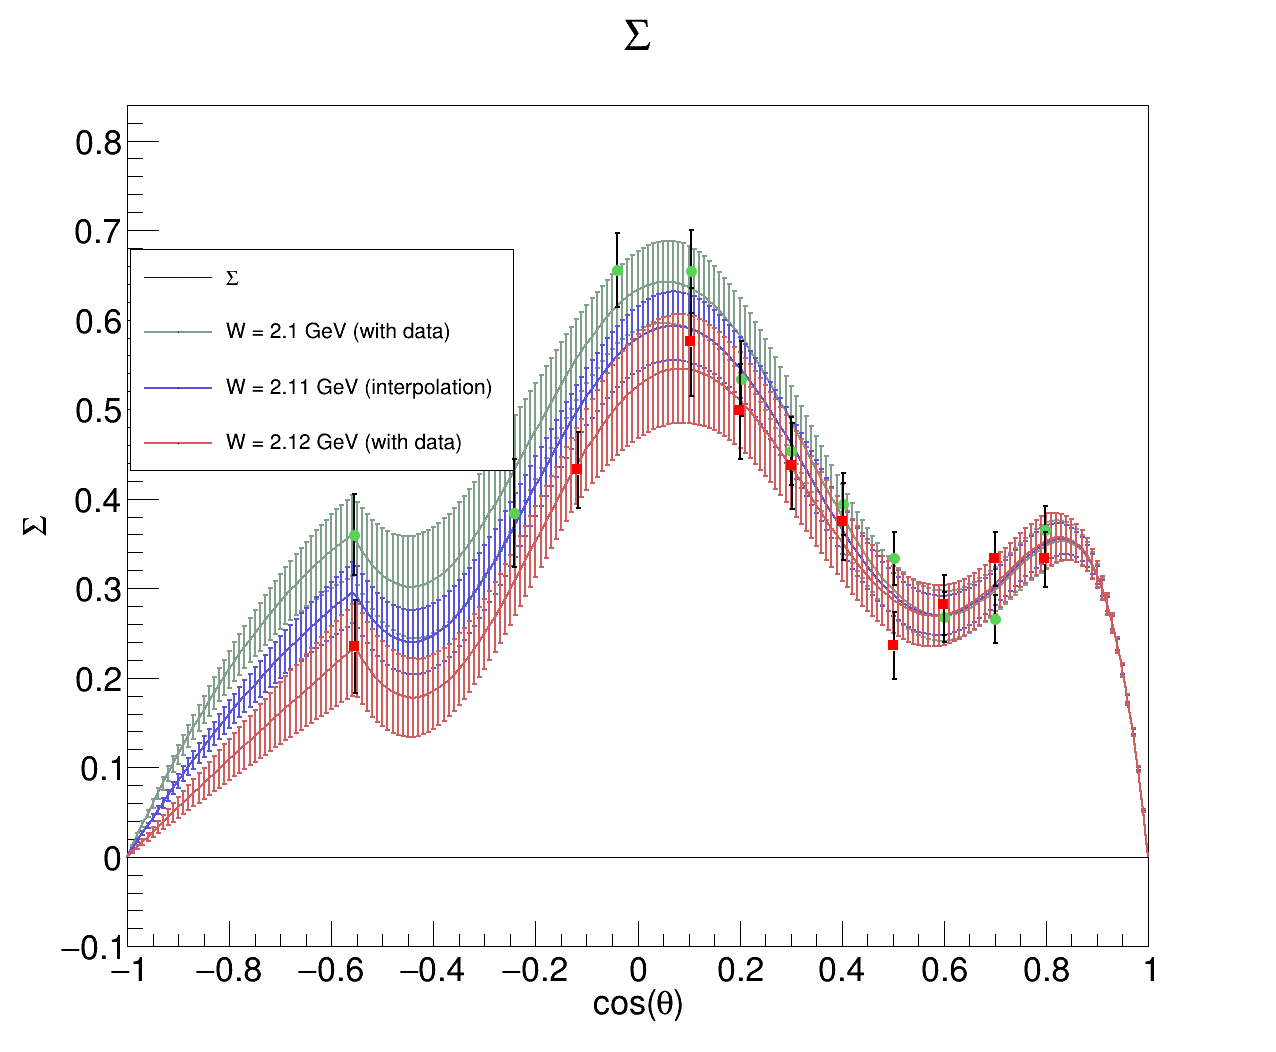 Σ
0.8
0.7
0.6
0.5
0.4
0.3
0.2
0.1
0
−0.1
Σ
Σ
W = 2.1 GeV (with data)
W = 2.11 GeV (interpolation)
W = 2.12 GeV (with data)
−1 −0.8 −0.6 −0.4 −0.2 0 0.2 0.4 0.6 0.8 1
cos(θ)